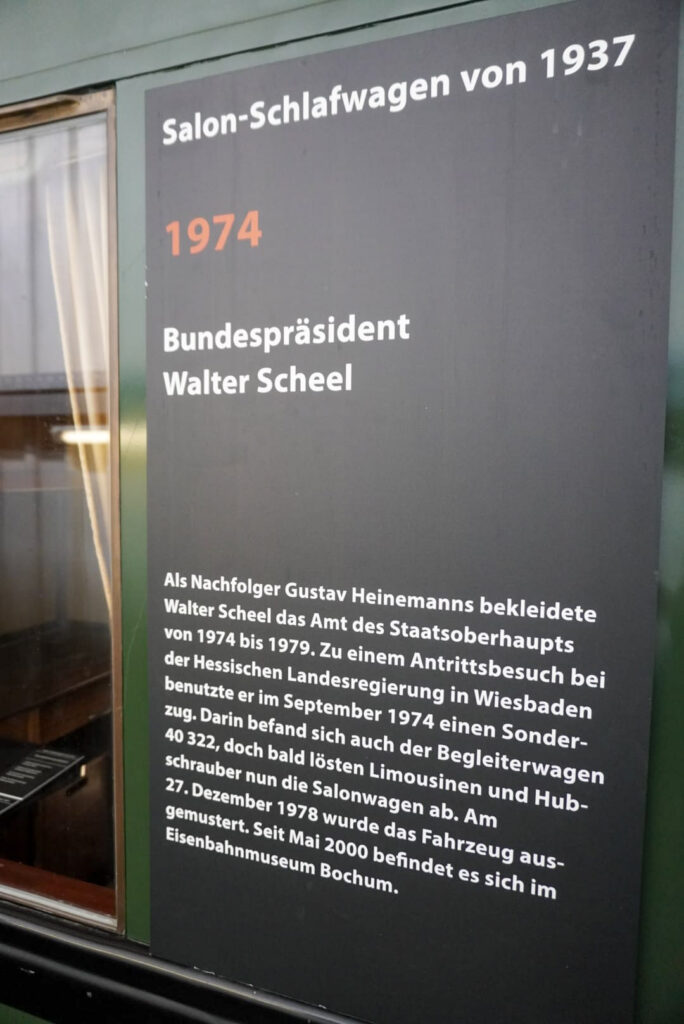 Salon-Schlafwagen von 1937
1974
Bundespräsident
Walter Scheel
Als Nachfolger Gustav Heinemanns bekleidete
Walter Scheel das Amt des Staatsoberhaupts
von 1974 bis 1979. Zu einem Antrittsbesuch bei
der Hessischen Landesregierung in Wiesbaden
benutzte er im September 1974 einen Sonder-
zug. Darin befand sich auch der Begleiterwagen
40 322, doch bald lösten Limousinen und Hub-
schrauber nun die Salonwagen ab. Am
27. Dezember 1978 wurde das Fahrzeug aus-
gemustert. Seit Mai 2000 befindet es sich im
Eisenbahnmuseum Bochum.